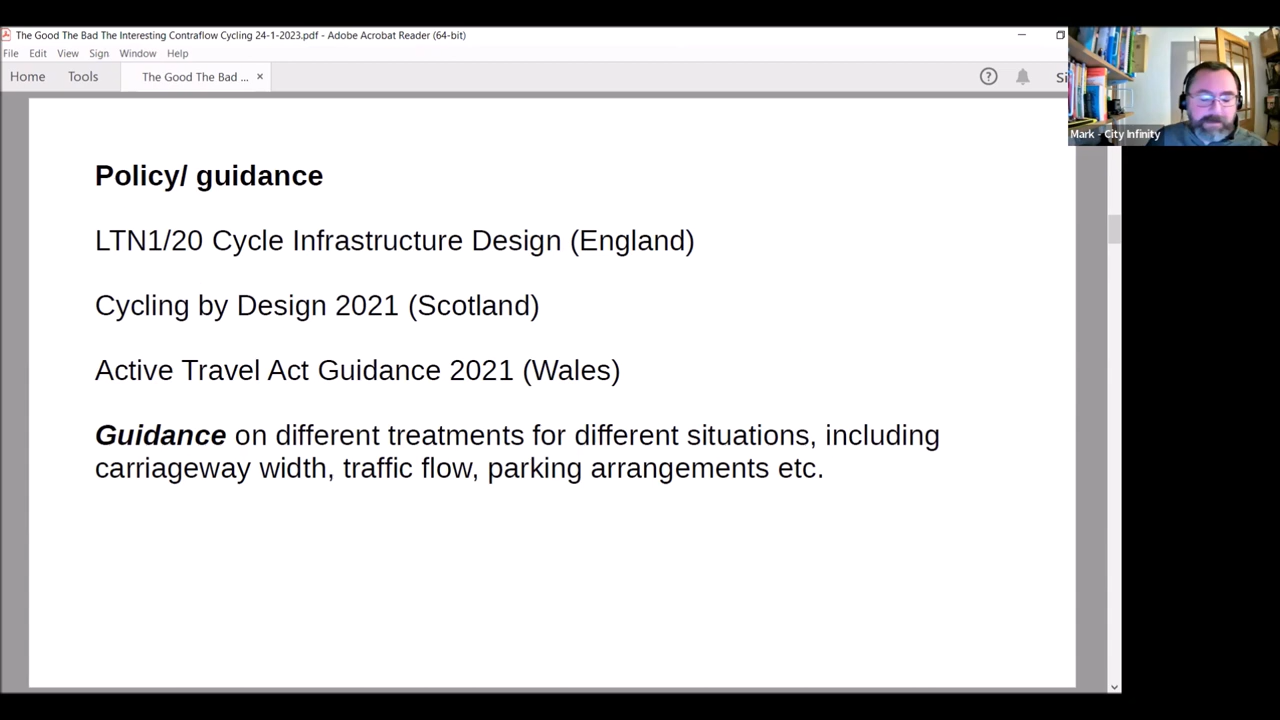 The Good The Bad The Interesting Contraflow Cycling 24-1-2023.pdf - Adobe Acrobat Reader (64-bit)
File Edit View Sign Window Help
Home Tools The Good The Bad ... × Si
Mark - City Infinity
Policy/ guidance
LTN1/20 Cycle Infrastructure Design (England)
Cycling by Design 2021 (Scotland)
Active Travel Act Guidance 2021 (Wales)
Guidance on different treatments for different situations, including
carriageway width, traffic flow, parking arrangements etc.